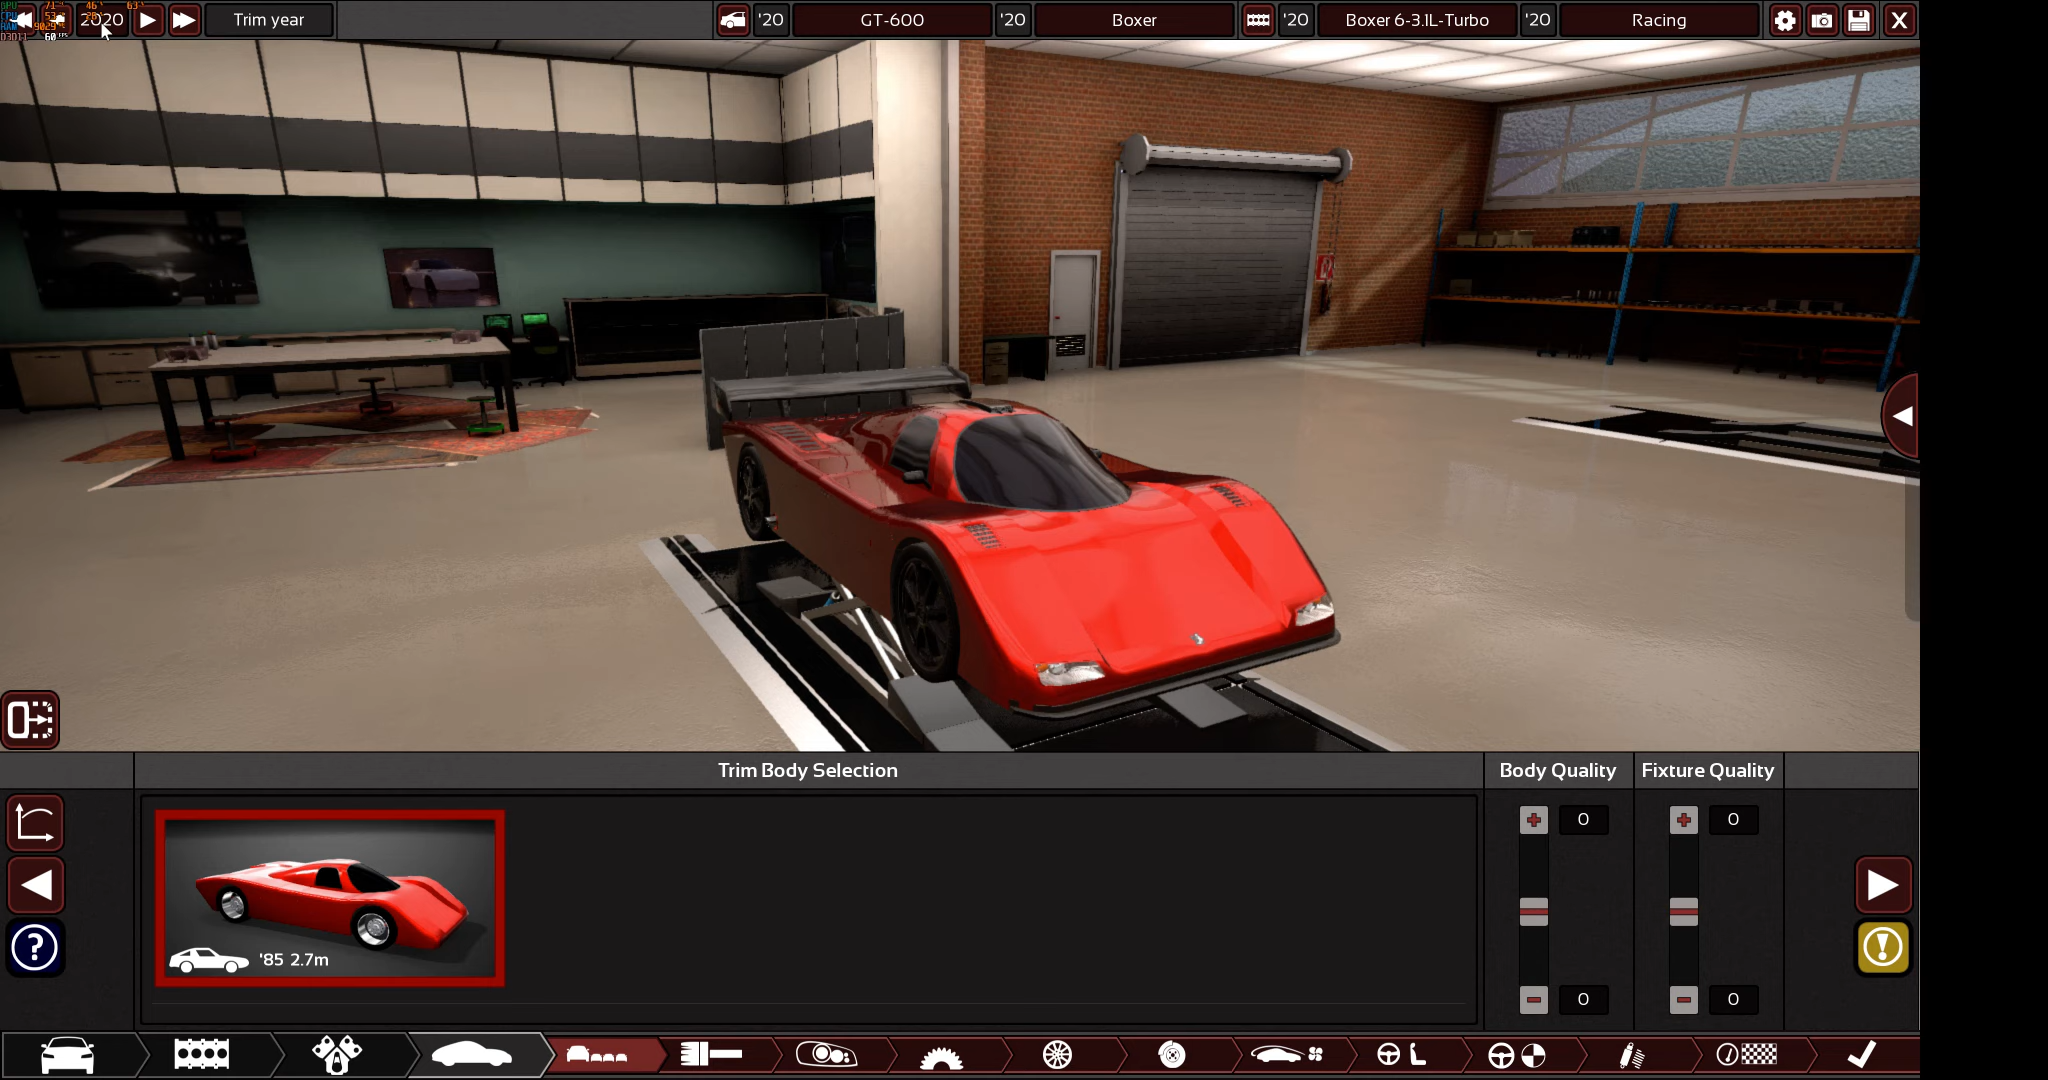 2020
Trim year
'20
GT-600
'20
Boxer
'20
Boxer 6-3.1L-Turbo
'20
Racing
Trim Body Selection
Body Quality
Fixture Quality
0
0
'85 2.7m
0
0